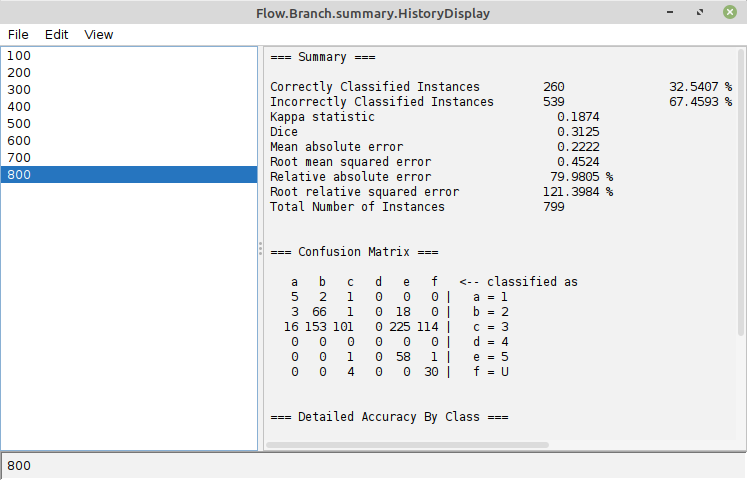 Flow.Branch.summary.HistoryDisplay
File Edit View
100
200
300
400
500
600
700
800
=== Summary ===
Correctly Classified Instances 260 32.5407 %
Incorrectly Classified Instances 539 67.4593 %
Kappa statistic 0.1874
Dice 0.3125
Mean absolute error 0.2222
Root mean squared error 0.4524
Relative absolute error 79.9805 %
Root relative squared error 121.3984 %
Total Number of Instances 799
=== Confusion Matrix ===
a b c d e f <-- classified as
5 2 1 0 0 0 | a = 1
3 66 1 0 18 0 | b = 2
16 153 101 0 225 114 | c = 3
0 0 0 0 0 0 | d = 4
0 0 1 0 58 1 | e = 5
0 0 4 0 0 30 | f = U
=== Detailed Accuracy By Class ===
800